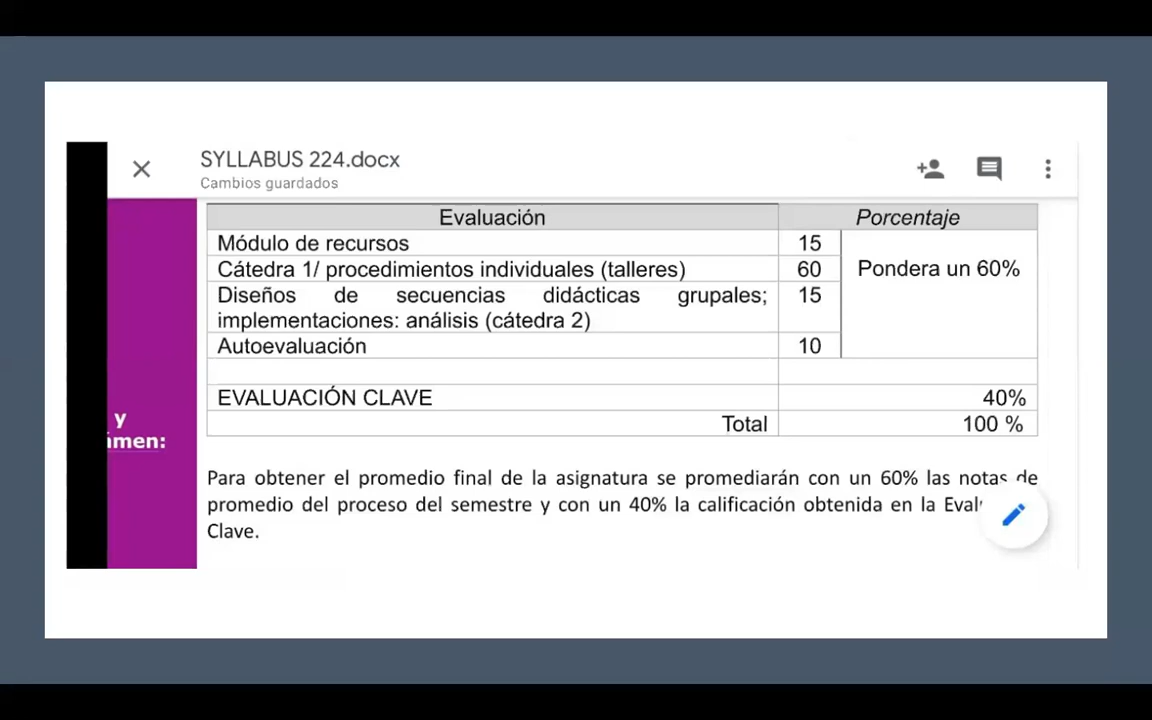 SYLLABUS 224.docx
Cambios guardados
Evaluación Porcentaje
Módulo de recursos 15
Cátedra 1/ procedimientos individuales (talleres) 60 Pondera un 60%
Diseños de secuencias didácticas grupales; 15
implementaciones: análisis (cátedra 2)
Autoevaluación 10
EVALUACIÓN CLAVE 40%
Total 100 %
y
ámen:
Para obtener el promedio final de la asignatura se promediarán con un 60% las notas de
promedio del proceso del semestre y con un 40% la calificación obtenida en la
Clave.